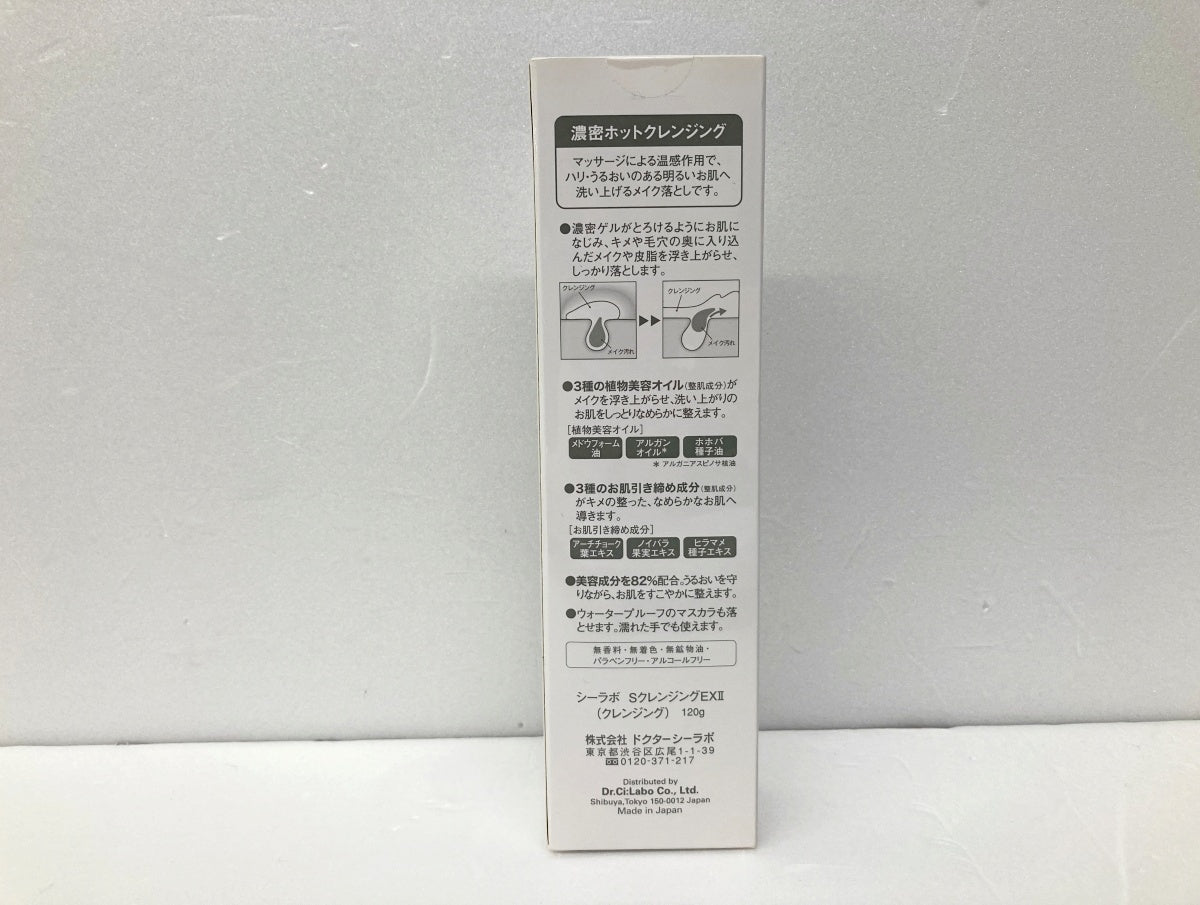 濃密ホットクレンジング
マッサージによる温感作用で、
ハリ・うるおいのある明るいお肌へ
洗い上げるメイク落としです。
●濃密ゲルがとろけるようにお肌に
なじみ、キメや毛穴の奥に入り込
んだメイクや皮脂を浮き上がらせ、
しっかり落とします。
クレンジング
メイク汚れ
クレンジング
メイク汚れ
●3種の植物美容オイル(整肌成分)が
メイクを浮き上がらせ、洗い上がりの
お肌をしっとりなめらかに整えます。
[植物美容オイル]
メドウフォーム
油
アルガン
オイル*
ホホバ
種子油
* アルガニアスピノサ核油
●3種のお肌引き締め成分(整肌成分)
がキメの整った、なめらかなお肌へ
導きます。
[お肌引き締め成分]
アーチチョーク
葉エキス
ノイバラ
果実エキス
ヒラマメ
種子エキス
●美容成分を82%配合。うるおいを守
りながら、お肌をすこやかに整えます。
●ウォータープルーフのマスカラも落
とせます。濡れた手でも使えます。
無香料・無着色・無鉱物油・
パラベンフリー・アルコールフリー
シーラボ SクレンジングEXⅡ
(クレンジング) 120g
株式会社 ドクターシーラボ
東京都渋谷区広尾1-1-39
0120-371-217
Distributed by
Dr.Ci:Labo Co., Ltd.
Shibuya,Tokyo 150-0012 Japan
Made in Japan